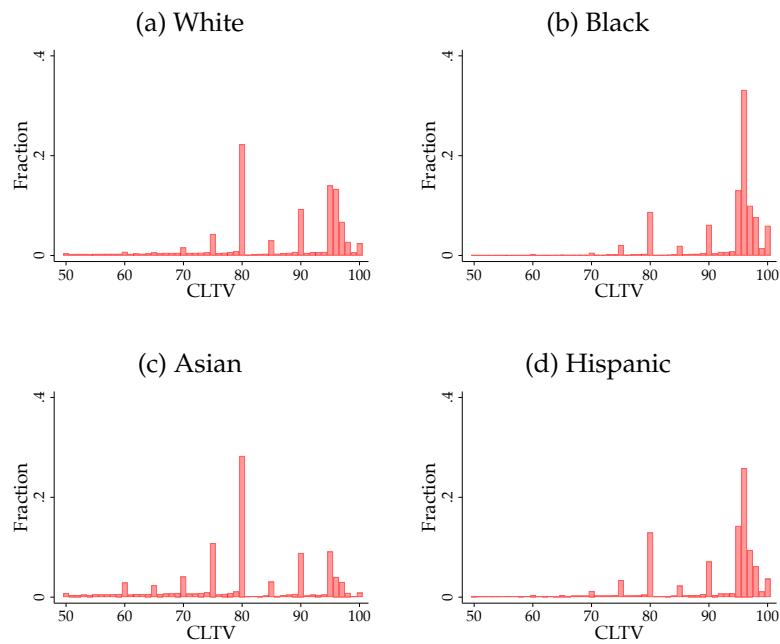 (a) White
.4
.2
0
Fraction
50 60 70 80 90 100
CLTV
(b) Black
.4
.2
0
Fraction
50 60 70 80 90 100
CLTV
(c) Asian
.4
.2
0
Fraction
50 60 70 80 90 100
CLTV
(d) Hispanic
.4
.2
0
Fraction
50 60 70 80 90 100
CLTV